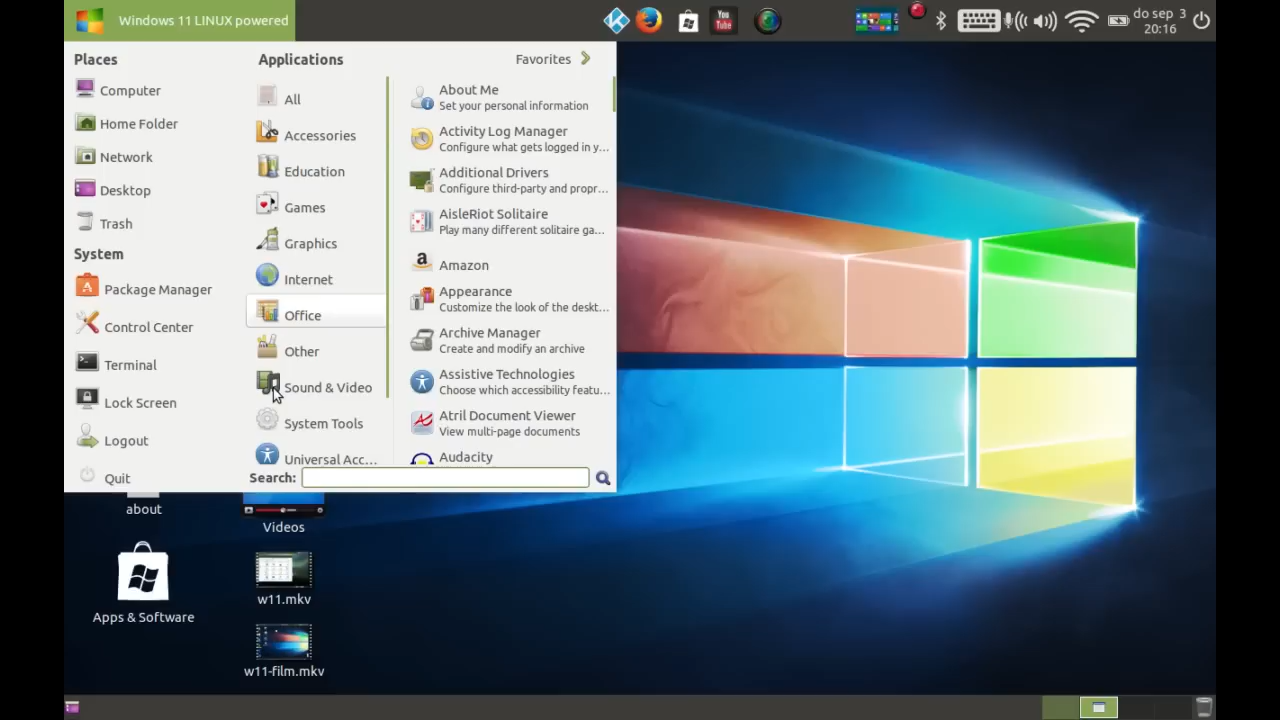 Windows 11 LINUX powered
You
Tube
do sep 3
20:16
Places
Computer
Home Folder
Network
Desktop
Trash
System
Package Manager
Control Center
Terminal
Lock Screen
Logout
Quit
Applications
All
Accessories
Education
Games
Graphics
Internet
Office
Other
Sound & Video
System Tools
Universal Acc...
Favorites
About Me
Set your personal information
Activity Log Manager
Configure what gets logged in y...
Additional Drivers
Configure third-party and propr...
AisleRiot Solitaire
Play many different solitaire ga...
Amazon
Appearance
Customize the look of the deskt...
Archive Manager
Create and modify an archive
Assistive Technologies
Choose which accessibility featu...
Atril Document Viewer
View multi-page documents
Audacity
Search:
about
Videos
w11.mkv
Apps & Software
w11-film.mkv